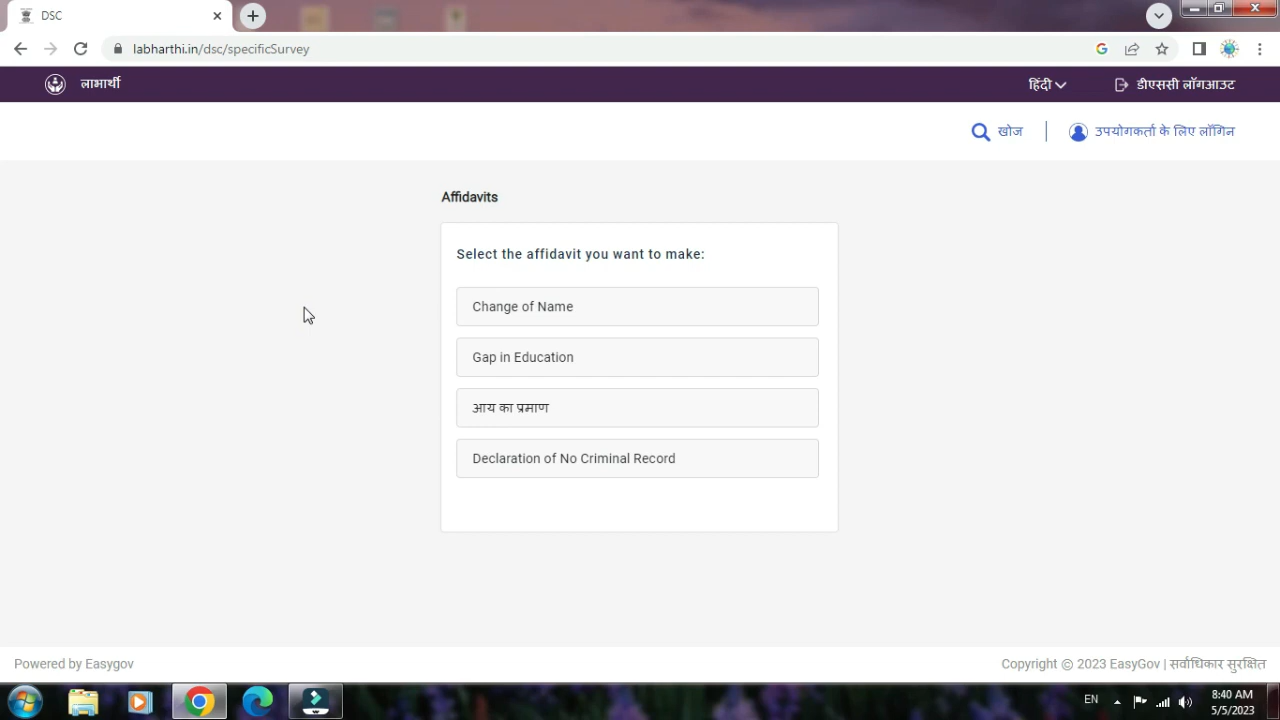 DSC
labharthi.in/dsc/specificSurvey
लाभार्थी
हिंदी
डीएससी लॉगआउट
खोज
उपयोगकर्ता के लिए लॉगिन
Affidavits
Select the affidavit you want to make:
Change of Name
Gap in Education
आय का प्रमाण
Declaration of No Criminal Record
Powered by Easygov
Copyright © 2023 EasyGov | सर्वाधिकार सुरक्षित
EN
8:40 AM
5/5/2023